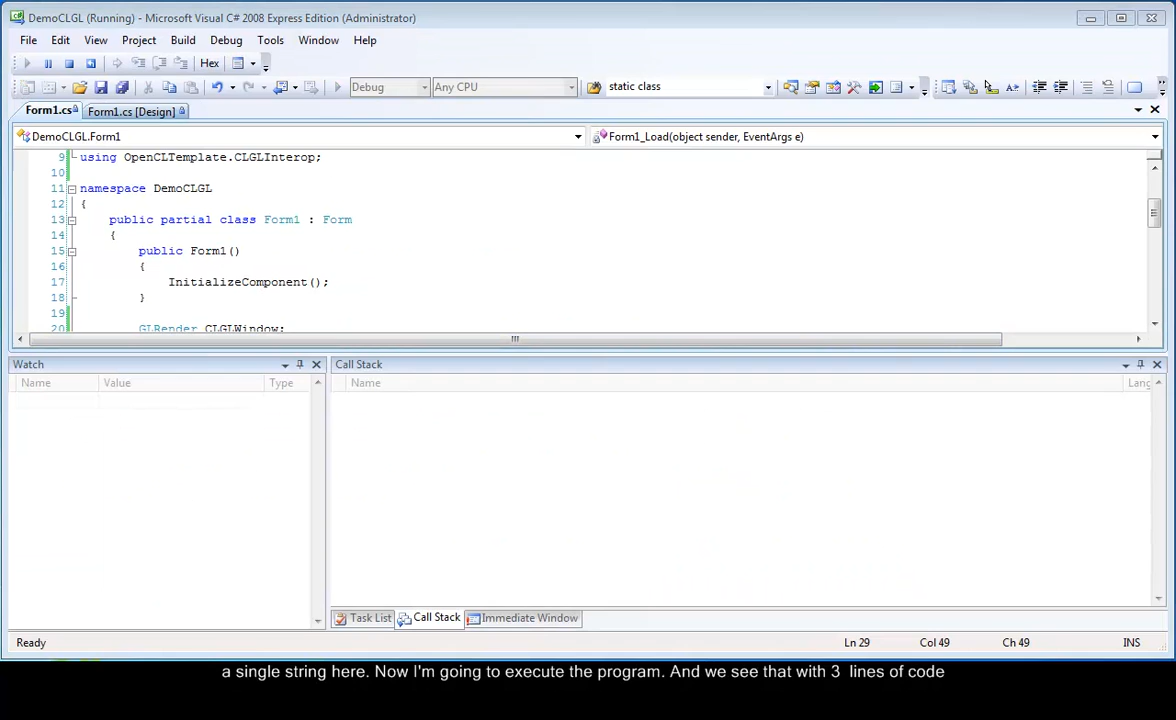 DemoCLGL (Running) - Microsoft Visual C# 2008 Express Edition (Administrator)
File Edit View Project Build Debug Tools Window Help
Hex
Debug Any CPU static class
Form1.cs Form1.cs [Design]
DemoCLGL.Form1 Form1_Load(object sender, EventArgs e)
9 using OpenCLTemplate.CLGLInterop;
10
11 namespace DemoCLGL
12 {
13 public partial class Form1 : Form
14 {
15 public Form1()
16 {
17 InitializeComponent();
18 }
19
20 GLRender CLGLWindow;
Watch Call Stack
Name Value Type Name Lang
Task List Call Stack Immediate Window
Ready Ln 29 Col 49 Ch 49 INS
a single string here. Now I'm going to execute the program. And we see that with 3 lines of code